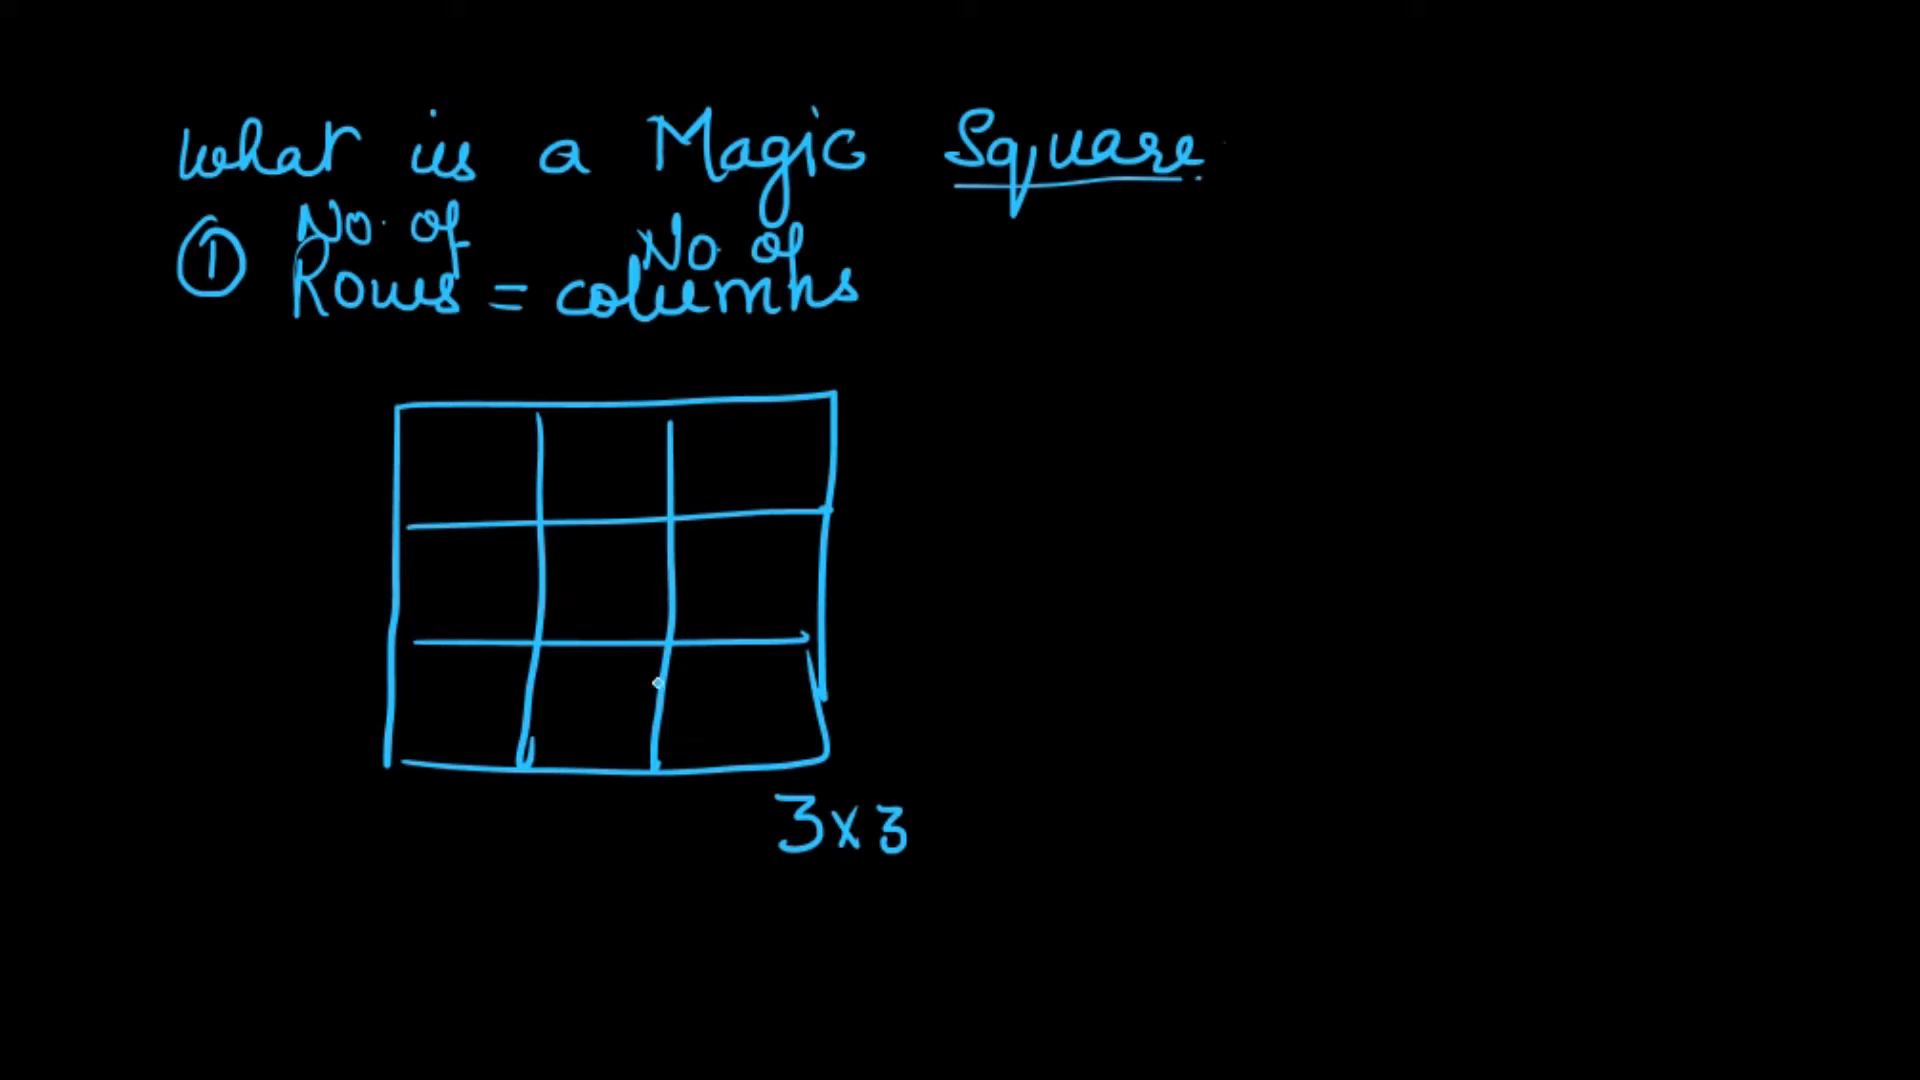 What is a Magic Square
① No. of No of
Rows = columns
3x3